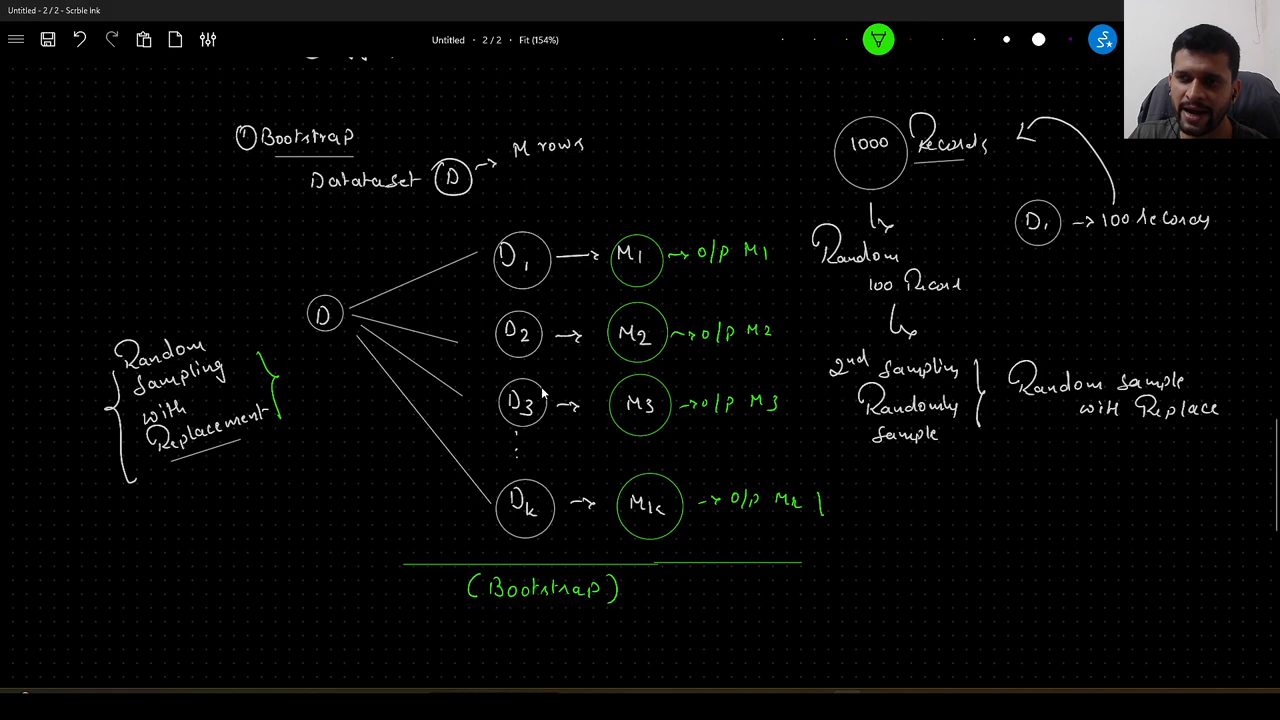 Untitled - 2 / 2 - Scrble Ink
Untitled • 2 / 2 • Fit (154%)
① Bootstrap
Datataset D → M rows
D
Random
Sampling
with
Replacement
D1 → M1 → O/P M1
D2 → M2 → O/P M2
D3 → M3 → O/P M3
Dk → Mk → O/P Mk
(Bootstrap)
1000 Records
D1 → 100 records
Random
100 Record
2nd Sampling
Randomly
Sample
Random Sample
with Replace